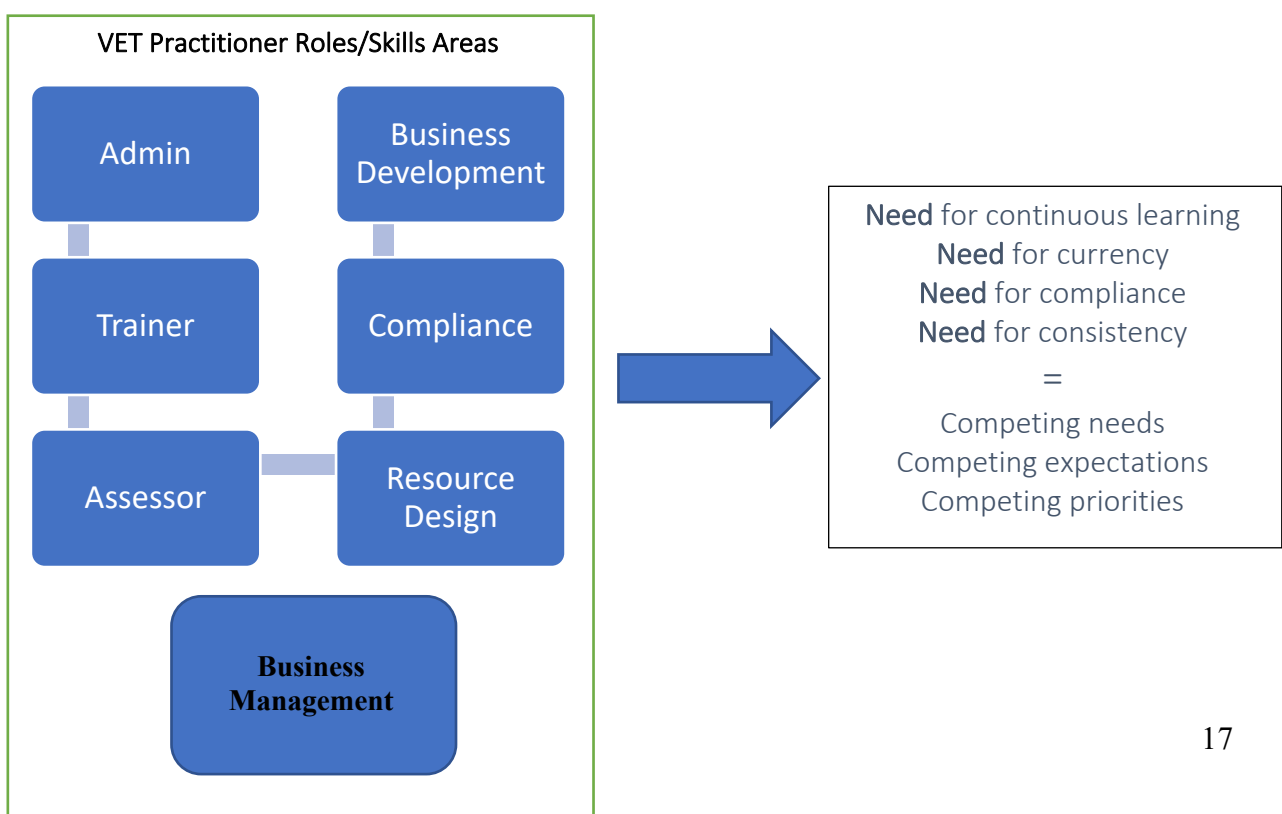 VET Practitioner Roles/Skills Areas
Admin
Business
Development
Trainer
Compliance
Assessor
Resource
Design
Business
Management
Need for continuous learning
Need for currency
Need for compliance
Need for consistency
=
Competing needs
Competing expectations
Competing priorities
17